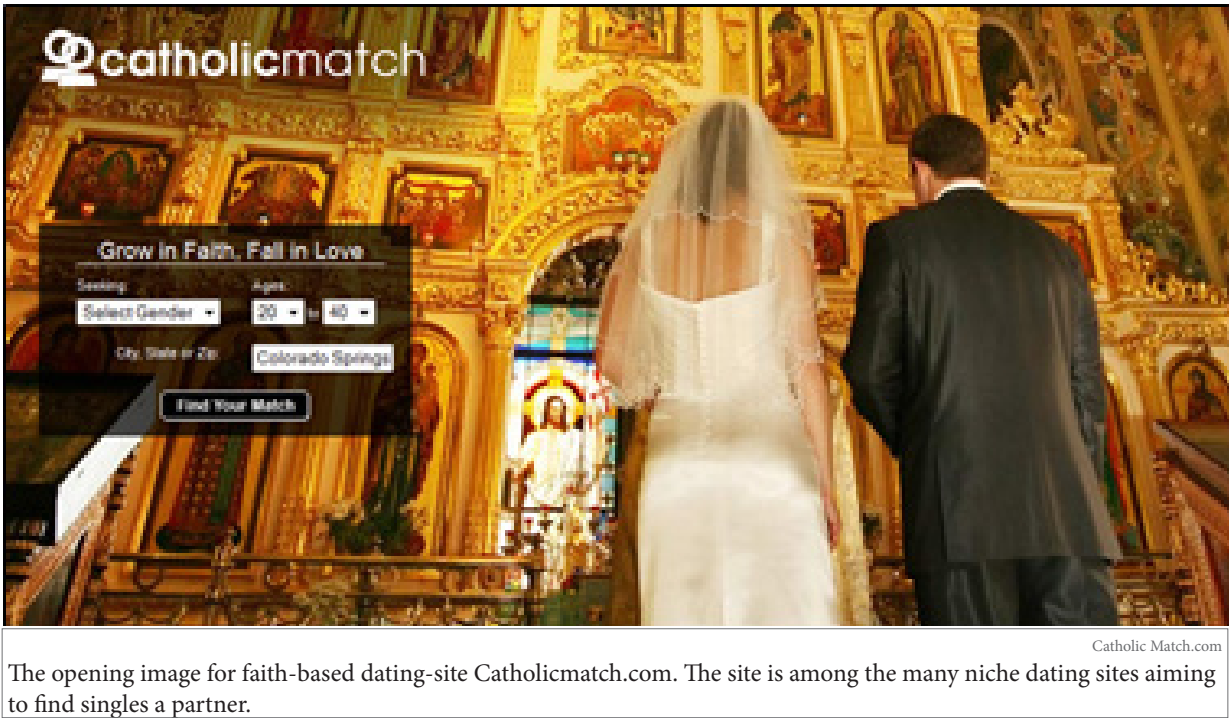 catholicmatch
Grow in Faith, Fall in Love
Seeking: Ages:
Select Gender 20 to 40
City, State or Zip: Colorado Springs
Find Your Match
Catholic Match.com
The opening image for faith-based dating-site Catholicmatch.com. The site is among the many niche dating sites aiming
to find singles a partner.